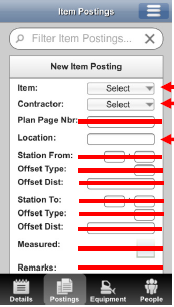 Item Postings
Filter Item Postings...
New Item Posting
Item: Select
Contractor: Select
Plan Page Nbr:
Location:
Station From: :
Offset Type:
Offset Dist:
Station To: :
Offset Type:
Offset Dist:
Measured:
Remarks:
Details Postings Equipment People